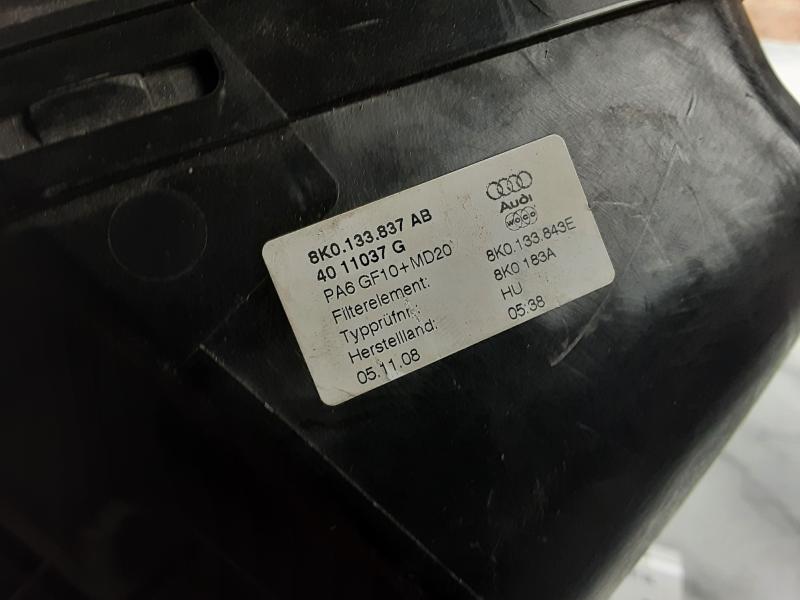 8K0.133.837 AB
40 11037 G
PA6 GF10+MD20
Filterelement: 8K0.133.843E
Typprüfnr.: 8K0 183A
Herstellland: HU
05.11.08 05:38
Audi
woco